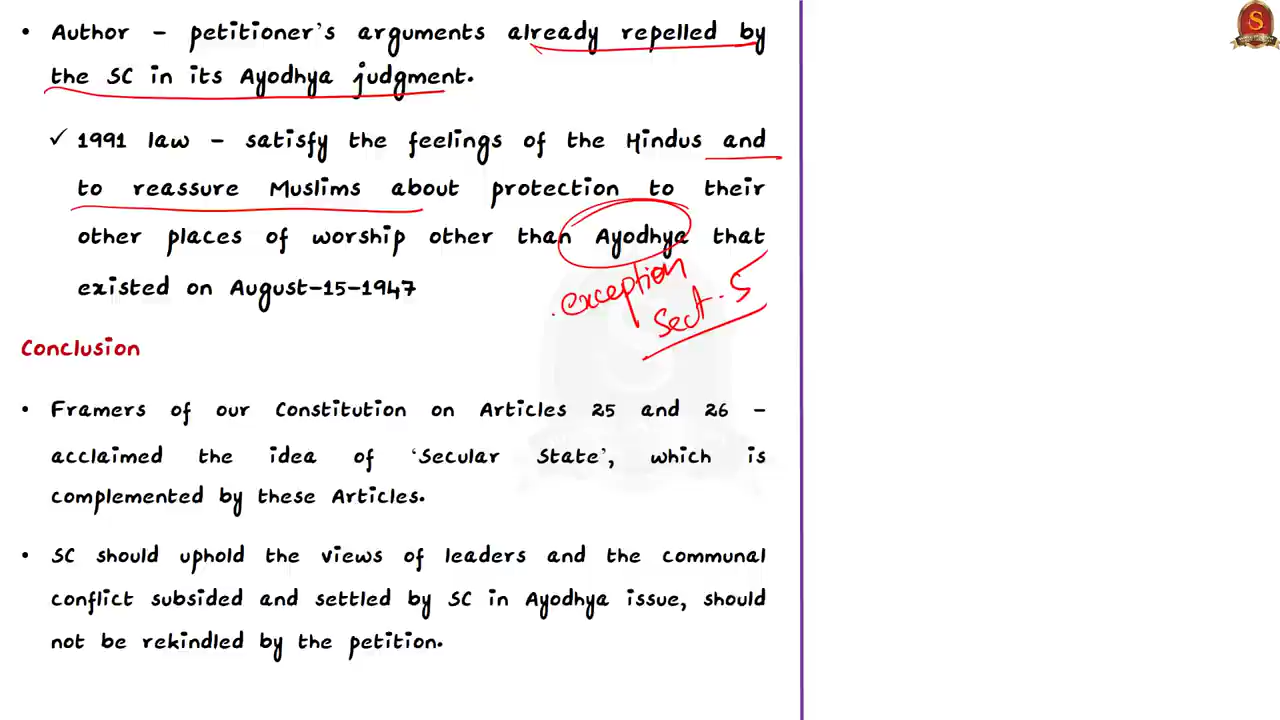 • Author – petitioner's arguments already repelled by
the SC in its Ayodhya judgment.
✓ 1991 law – satisfy the feelings of the Hindus and
to reassure Muslims about protection to their
other places of worship other than Ayodhya that
existed on August-15-1947
exception
Sect. 5
Conclusion
• Framers of our Constitution on Articles 25 and 26 –
acclaimed the idea of 'Secular State', which is
complemented by these Articles.
• SC should uphold the views of leaders and the communal
conflict subsided and settled by SC in Ayodhya issue, should
not be rekindled by the petition.
S